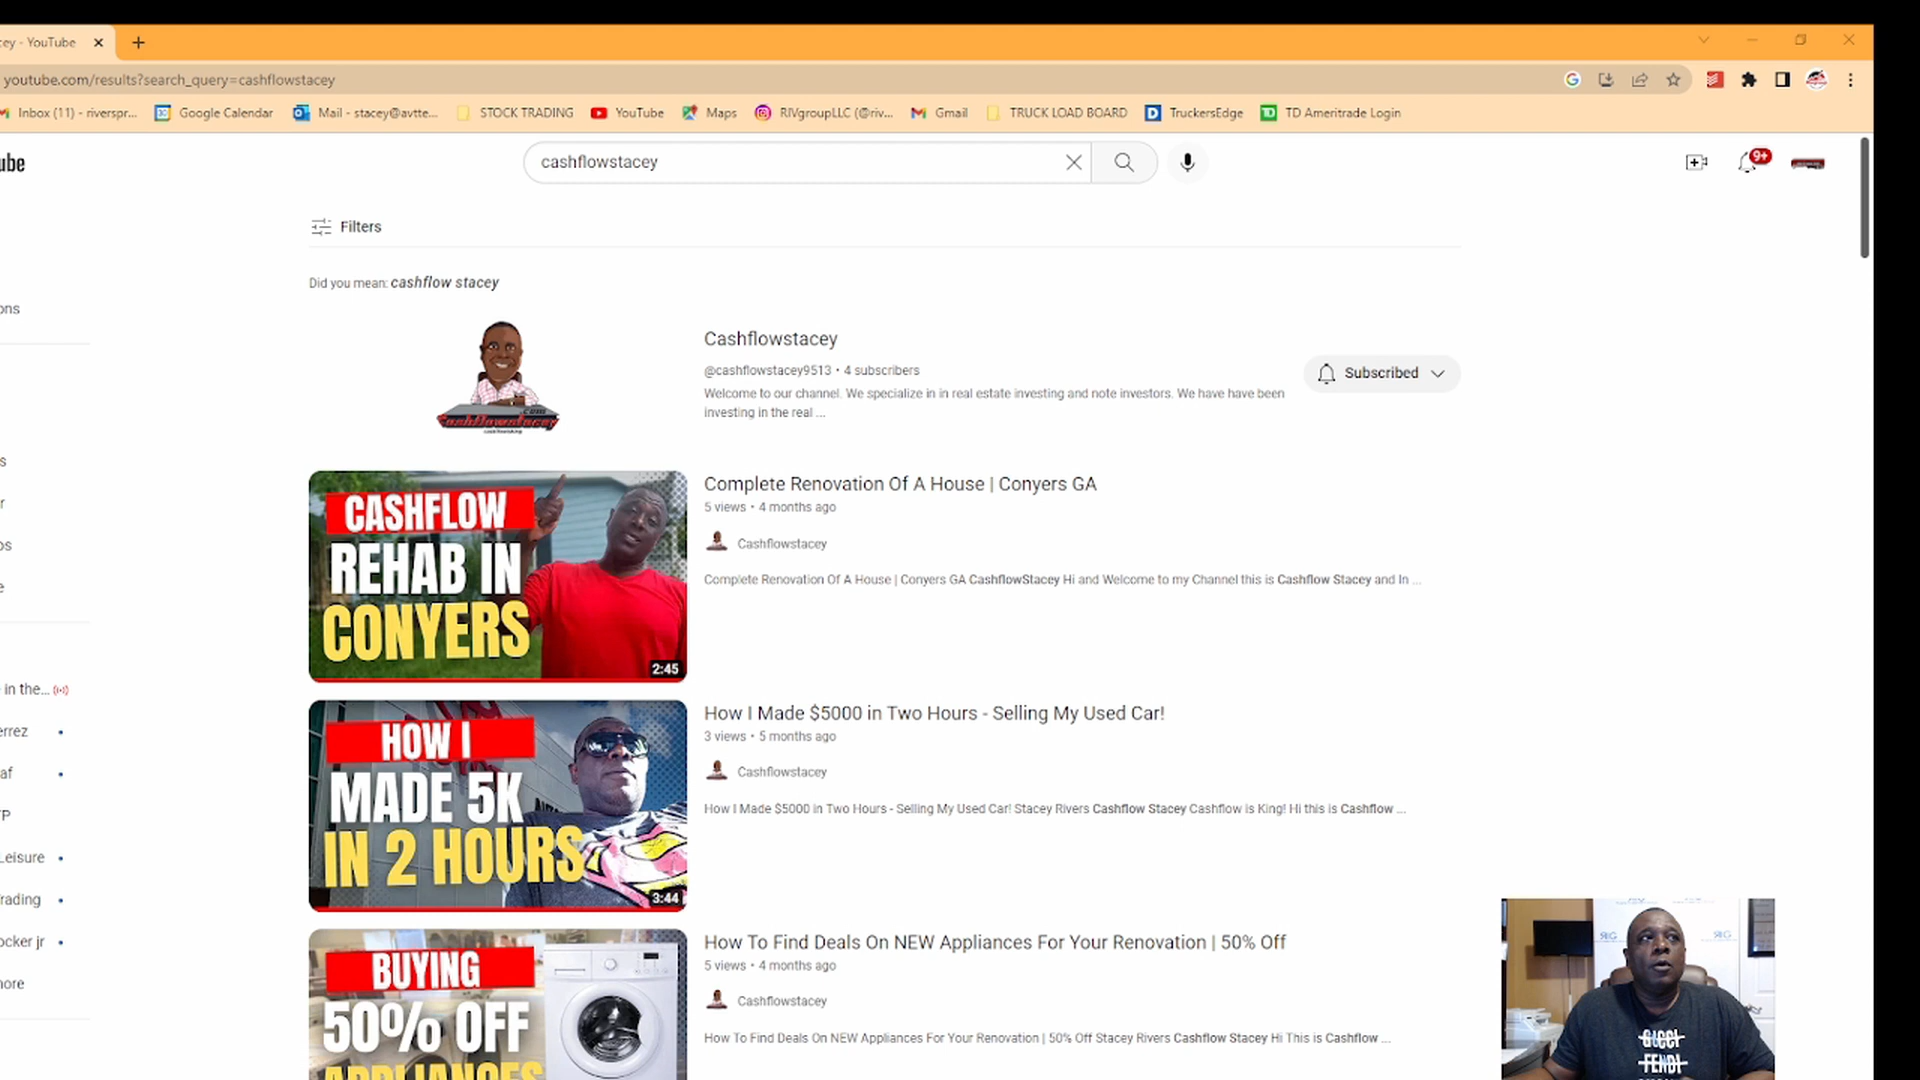 cey - YouTube
youtube.com/results?search_query=cashflowstacey
Inbox (11) - riverspr... Google Calendar Mail - stacey@avtte... STOCK TRADING YouTube Maps RIVgroupLLC (@riv... Gmail TRUCK LOAD BOARD TruckersEdge TD Ameritrade Login
ube
cashflowstacey
9+
Filters
ons
Did you mean: cashflow stacey
Cashflowstacey
@cashflowstacey9513 • 4 subscribers
Subscribed
Welcome to our channel. We specialize in in real estate investing and note investors. We have have been
investing in the real ...
.com
Cashflowstacey
CASHFLOW
REHAB IN
CONYERS
2:45
Complete Renovation Of A House | Conyers GA
5 views • 4 months ago
Cashflowstacey
Complete Renovation Of A House | Conyers GA CashflowStacey Hi and Welcome to my Channel this is Cashflow Stacey and In ...
s
r
os
e
in the...
errez
af
P
Leisure
rading
ocker jr
nore
HOW I
MADE 5K
IN 2 HOURS
3:44
How I Made $5000 in Two Hours - Selling My Used Car!
3 views • 5 months ago
Cashflowstacey
How I Made $5000 in Two Hours - Selling My Used Car! Stacey Rivers Cashflow Stacey Cashflow is King! Hi this is Cashflow ...
BUYING
50% OFF
APPLIANCES
How To Find Deals On NEW Appliances For Your Renovation | 50% Off
5 views • 4 months ago
Cashflowstacey
How To Find Deals On NEW Appliances For Your Renovation | 50% Off Stacey Rivers Cashflow Stacey Hi This is Cashflow ...
GUCCI
FENDI